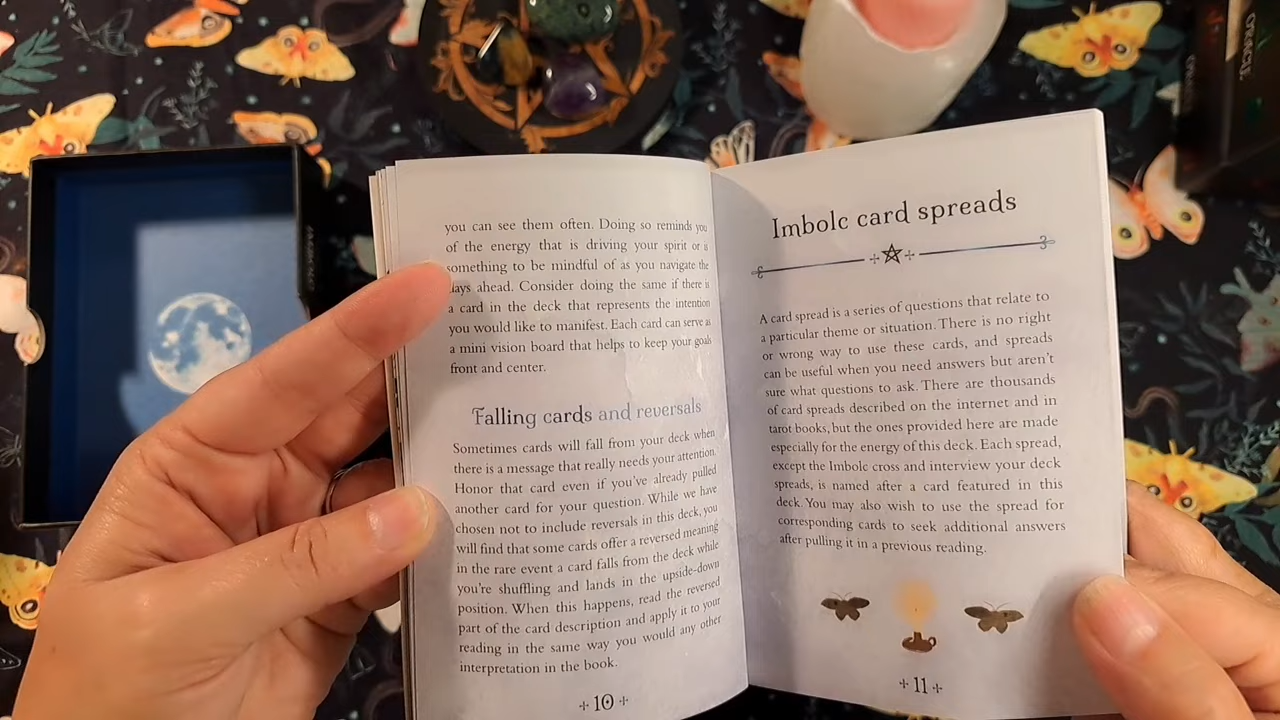 you can see them often. Doing so reminds you
of the energy that is driving your spirit or is
something to be mindful of as you navigate the
days ahead. Consider doing the same if there is
a card in the deck that represents the intention
you would like to manifest. Each card can serve as
a mini vision board that helps to keep your goals
front and center.
Falling cards and reversals
Sometimes cards will fall from your deck when
there is a message that really needs your attention.
Honor that card even if you've already pulled
another card for your question. While we have
chosen not to include reversals in this deck, you
will find that some cards offer a reversed meaning
in the rare event a card falls from the deck while
you're shuffling and lands in the upside-down
position. When this happens, read the reversed
part of the card description and apply it to your
reading in the same way you would any other
interpretation in the book.
10
Imbolc card spreads
A card spread is a series of questions that relate to
a particular theme or situation. There is no right
or wrong way to use these cards, and spreads
can be useful when you need answers but aren't
sure what questions to ask. There are thousands
of card spreads described on the internet and in
tarot books, but the ones provided here are made
especially for the energy of this deck. Each spread,
except the Imbolc cross and interview your deck
spreads, is named after a card featured in this
deck. You may also wish to use the spread for
corresponding cards to seek additional answers
after pulling it in a previous reading.
11